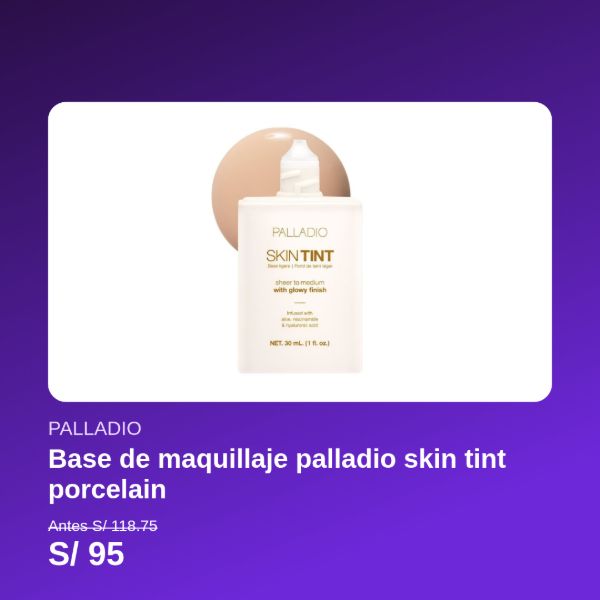 PALLADIO
SKIN TINT
Base ligera | Fond de teint léger
sheer to medium
with glowy finish
Infused with
aloe, niacinamide
& hyaluronic acid
NET. 30 mL. (1 fl. oz.)
PALLADIO
Base de maquillaje palladio skin tint
porcelain
Antes S/ 118.75
S/ 95